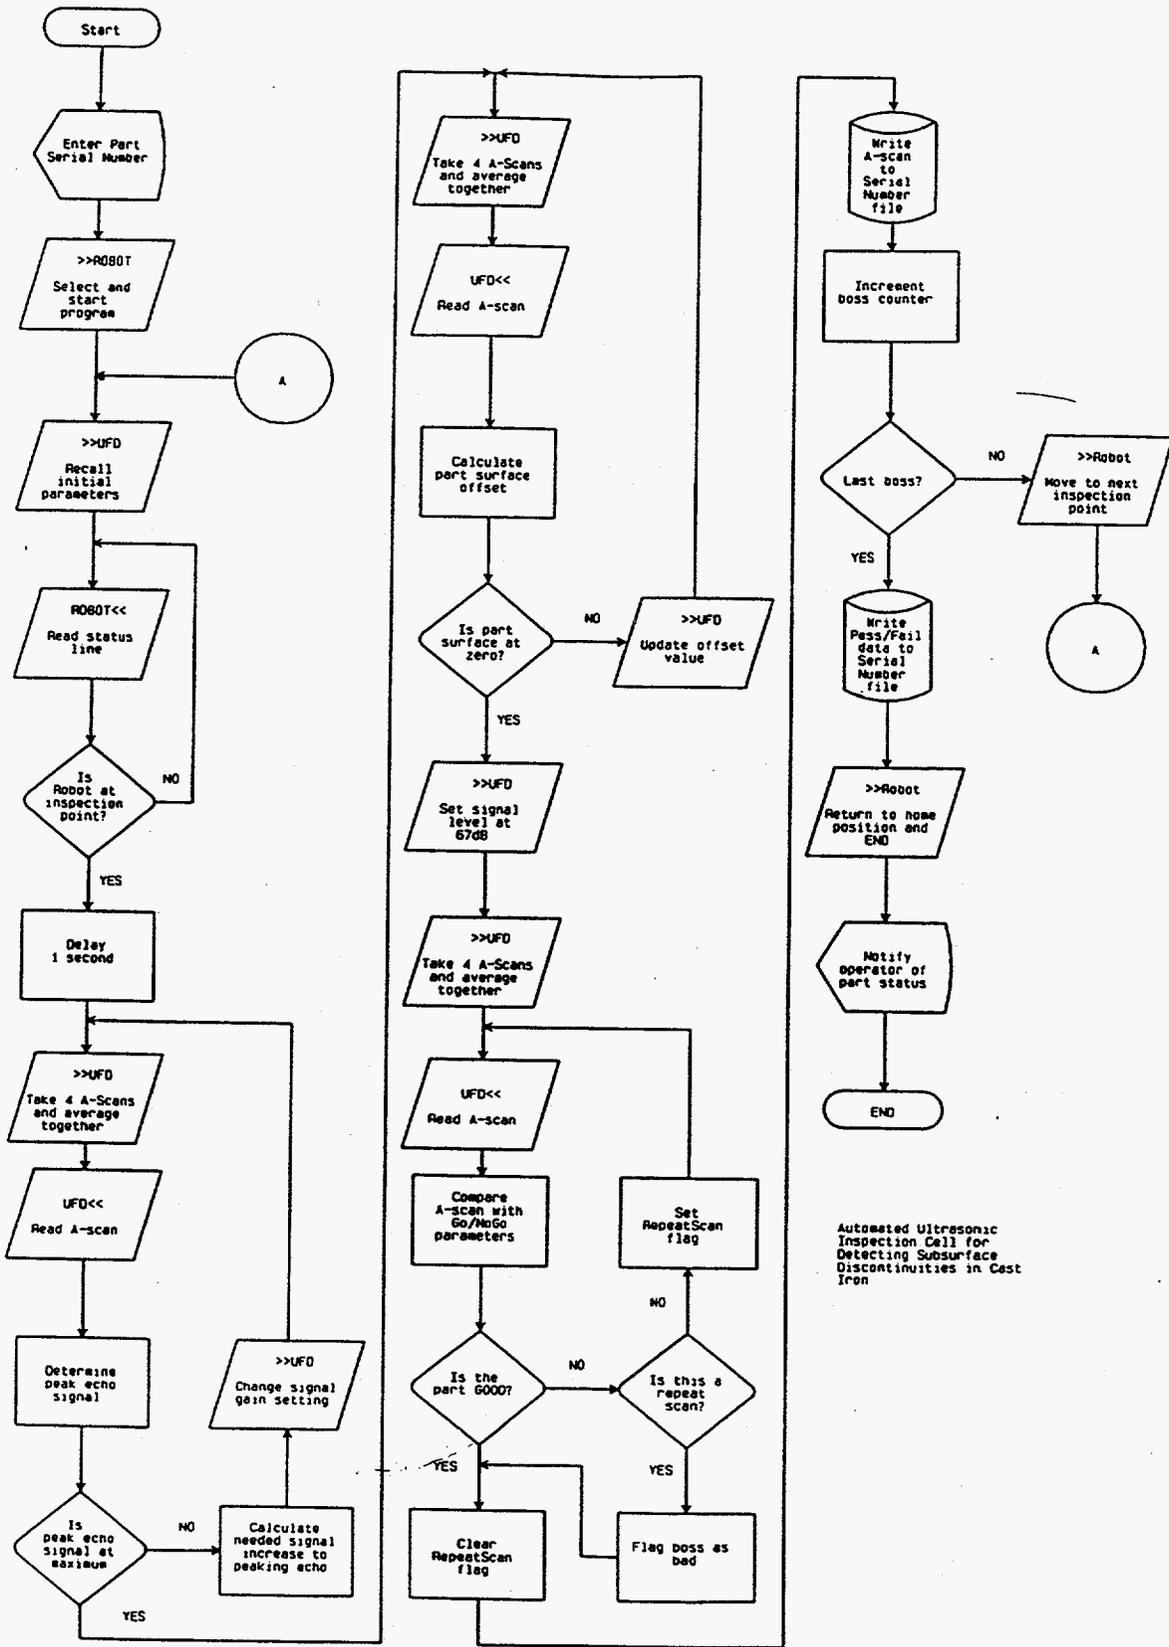 Start
Enter Part
Serial Number
>>ROBOT
Select and
start
program
A
>>UFD
Recall
initial
parameters
ROBOT<<
Read status
line
Is
Robot at
inspection
point?
NO
YES
Delay
1 second
>>UFD
Take 4 A-Scans
and average
together
UFD<<
Read A-scan
Determine
peak echo
signal
>>UFD
Change signal
gain setting
Is
peak echo
signal at
maximum
NO
Calculate
needed signal
increase to
peaking echo
YES
>>UFD
Take 4 A-Scans
and average
together
UFD<<
Read A-scan
Calculate
part surface
offset
Is part
surface at
zero?
NO
>>UFD
Update offset
value
YES
>>UFD
Set signal
level at
67dB
>>UFD
Take 4 A-Scans
and average
together
UFD<<
Read A-scan
Compare
A-scan with
Go/NoGo
parameters
Set
RepeatScan
flag
NO
Is the
part GOOD?
NO
Is this a
repeat
scan?
YES
YES
Clear
RepeatScan
flag
Flag boss as
bad
Write
A-scan
to
Serial
Number
file
Increment
boss counter
Last boss?
NO
>>Robot
Move to next
inspection
point
YES
A
Write
Pass/Fail
data to
Serial
Number
file
>>Robot
Return to home
position and
END
Notify
operator of
part status
END
Automated Ultrasonic
Inspection Cell for
Detecting Subsurface
Discontinuities in Cast
Iron